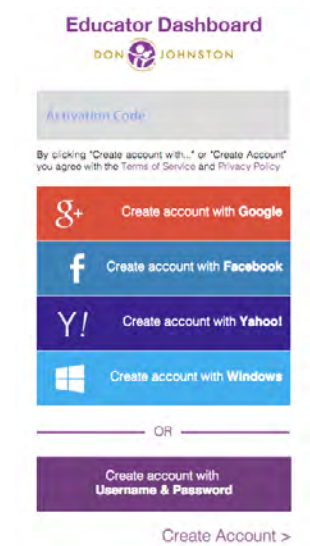 Educator Dashboard
DON JOHNSTON
Activation Code
By clicking "Create account with..." or "Create Account"
you agree with the Terms of Service and Privacy Policy
g+ Create account with Google
f Create account with Facebook
Y! Create account with Yahoo!
Create account with Windows
OR
Create account with
Username & Password
Create Account >